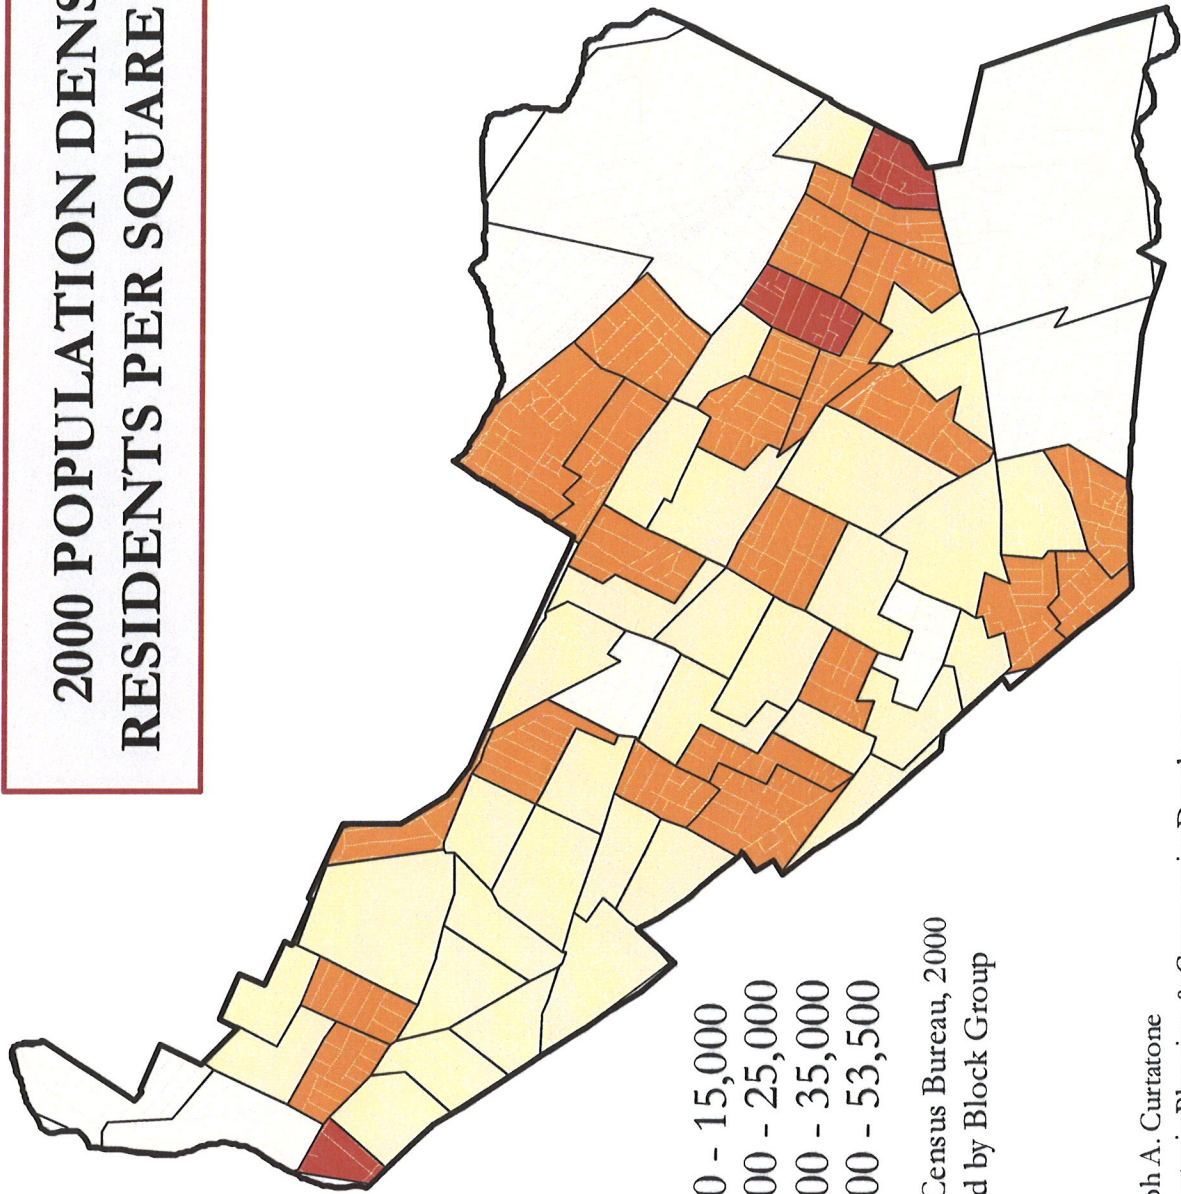 2000 POPULATION DENS
RESIDENTS PER SQUARE
0 - 15,000
00 - 25,000
00 - 35,000
00 - 53,500
Census Bureau, 2000
d by Block Group
ph A. Curtatone